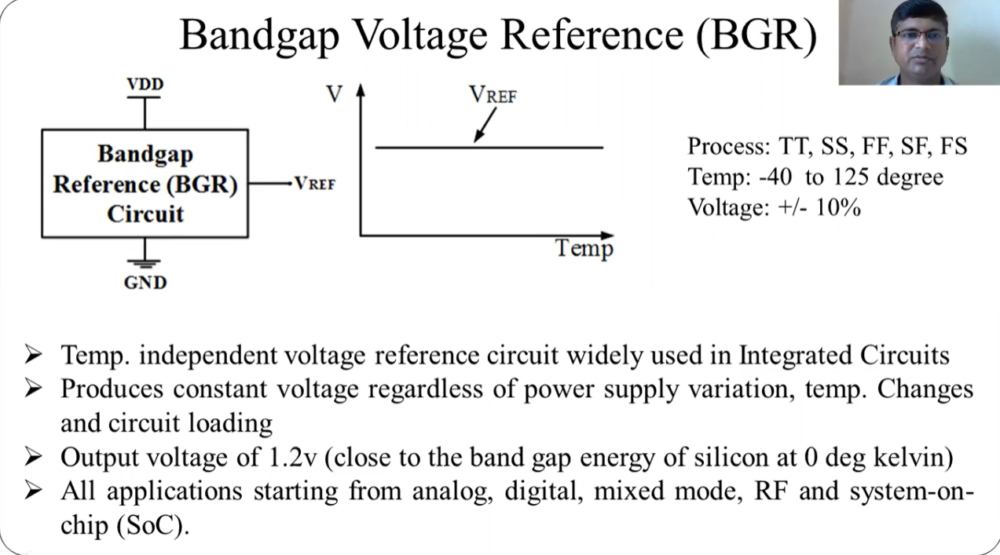 Bandgap Voltage Reference (BGR)
VDD
Bandgap
Reference (BGR)
Circuit
VREF
GND
V
VREF
Temp
Process: TT, SS, FF, SF, FS
Temp: -40 to 125 degree
Voltage: +/- 10%
➢ Temp. independent voltage reference circuit widely used in Integrated Circuits
➢ Produces constant voltage regardless of power supply variation, temp. Changes
and circuit loading
➢ Output voltage of 1.2v (close to the band gap energy of silicon at 0 deg kelvin)
➢ All applications starting from analog, digital, mixed mode, RF and system-on-
chip (SoC).